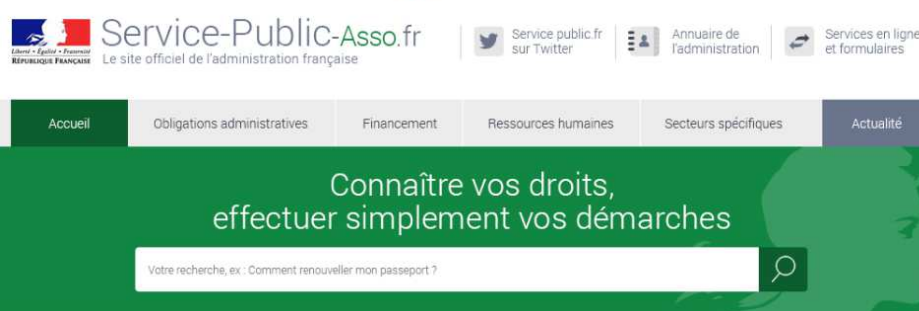 Service-Public-Asso.fr
Le site officiel de l'administration française
Liberté • Égalité • Fraternité
RÉPUBLIQUE FRANÇAISE
Service public.fr
sur Twitter
Annuaire de
l'administration
Services en ligne
et formulaires
Accueil
Obligations administratives
Financement
Ressources humaines
Secteurs spécifiques
Actualité
Connaître vos droits,
effectuer simplement vos démarches
Votre recherche, ex : Comment renouveller mon passeport ?